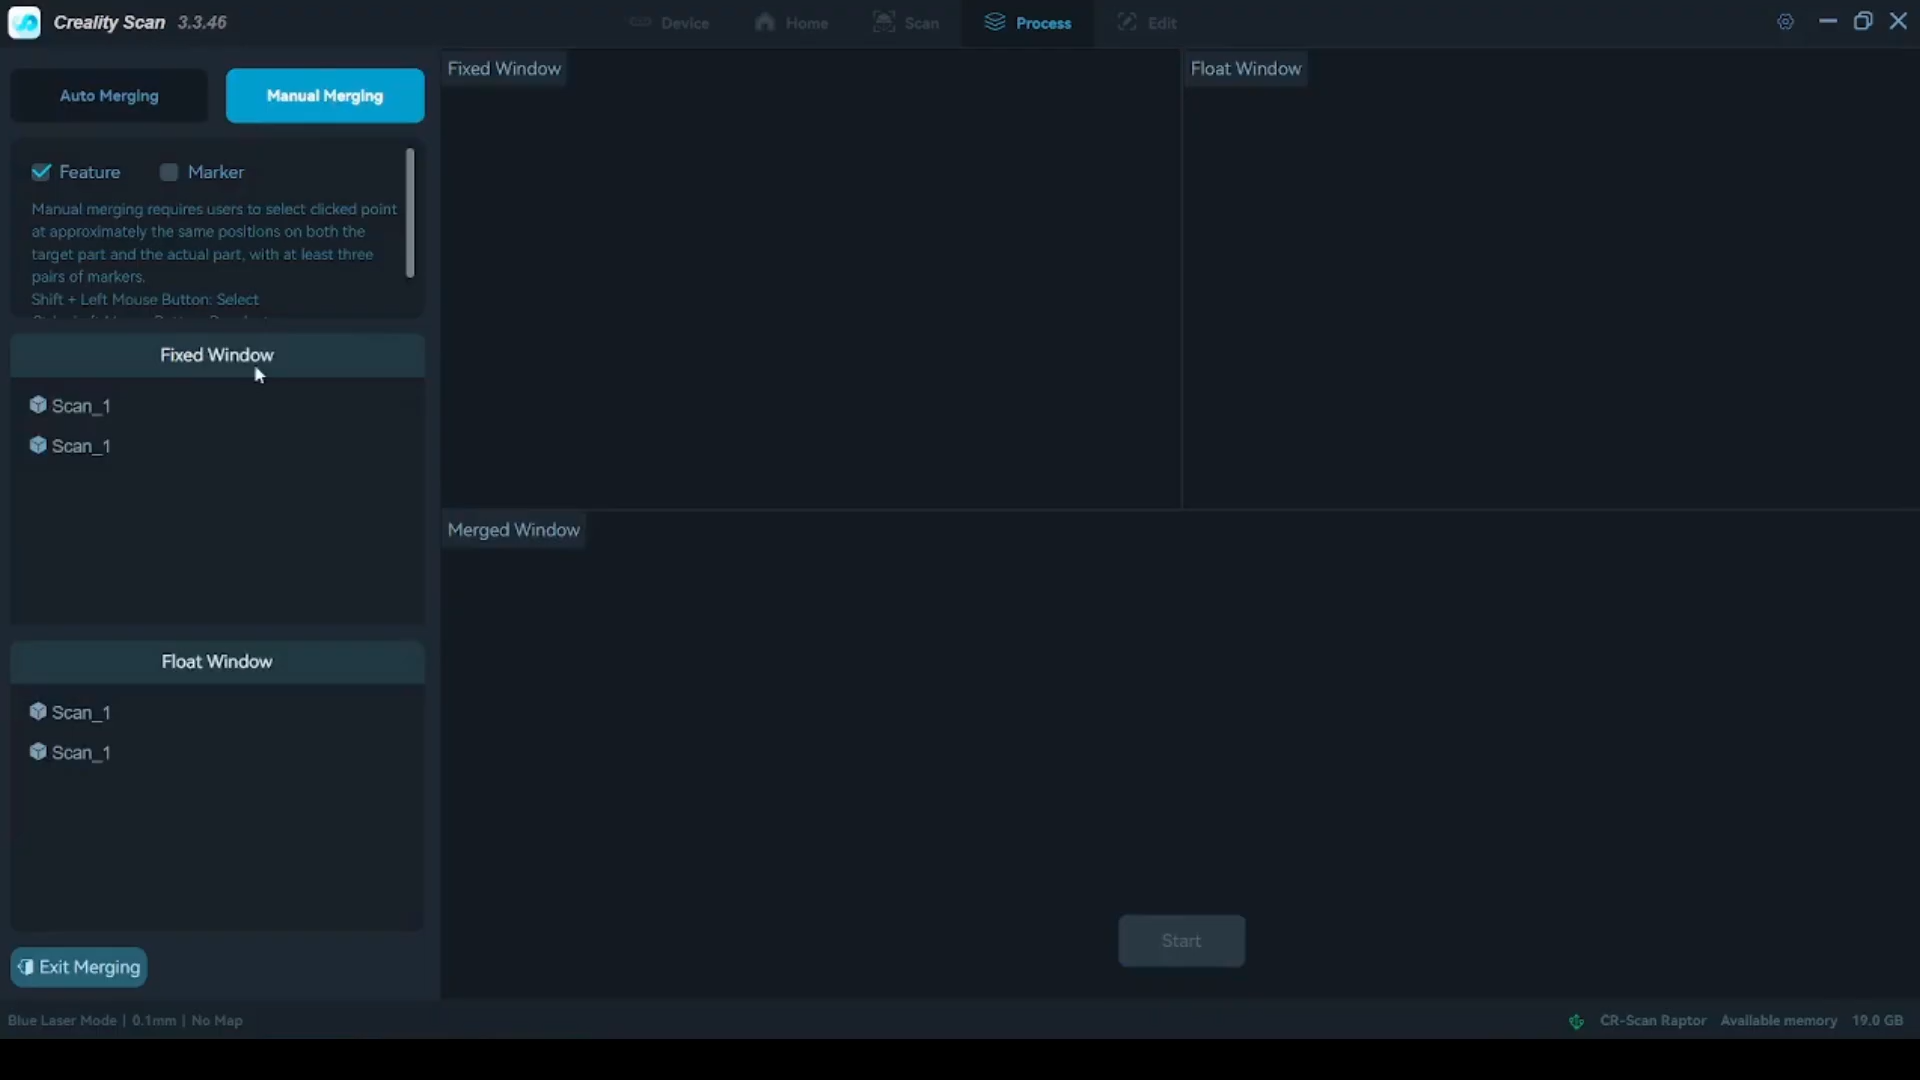 Creality Scan 3.3.46
Device
Home
Scan
Process
Edit
Auto Merging
Manual Merging
Feature
Marker
Manual merging requires users to select clicked point
at approximately the same positions on both the
target part and the actual part, with at least three
pairs of markers.
Shift + Left Mouse Button: Select
Fixed Window
Scan_1
Scan_1
Float Window
Scan_1
Scan_1
Exit Merging
Fixed Window
Float Window
Merged Window
Start
Blue Laser Mode | 0.1mm | No Map
CR-Scan Raptor Available memory 19.0 GB